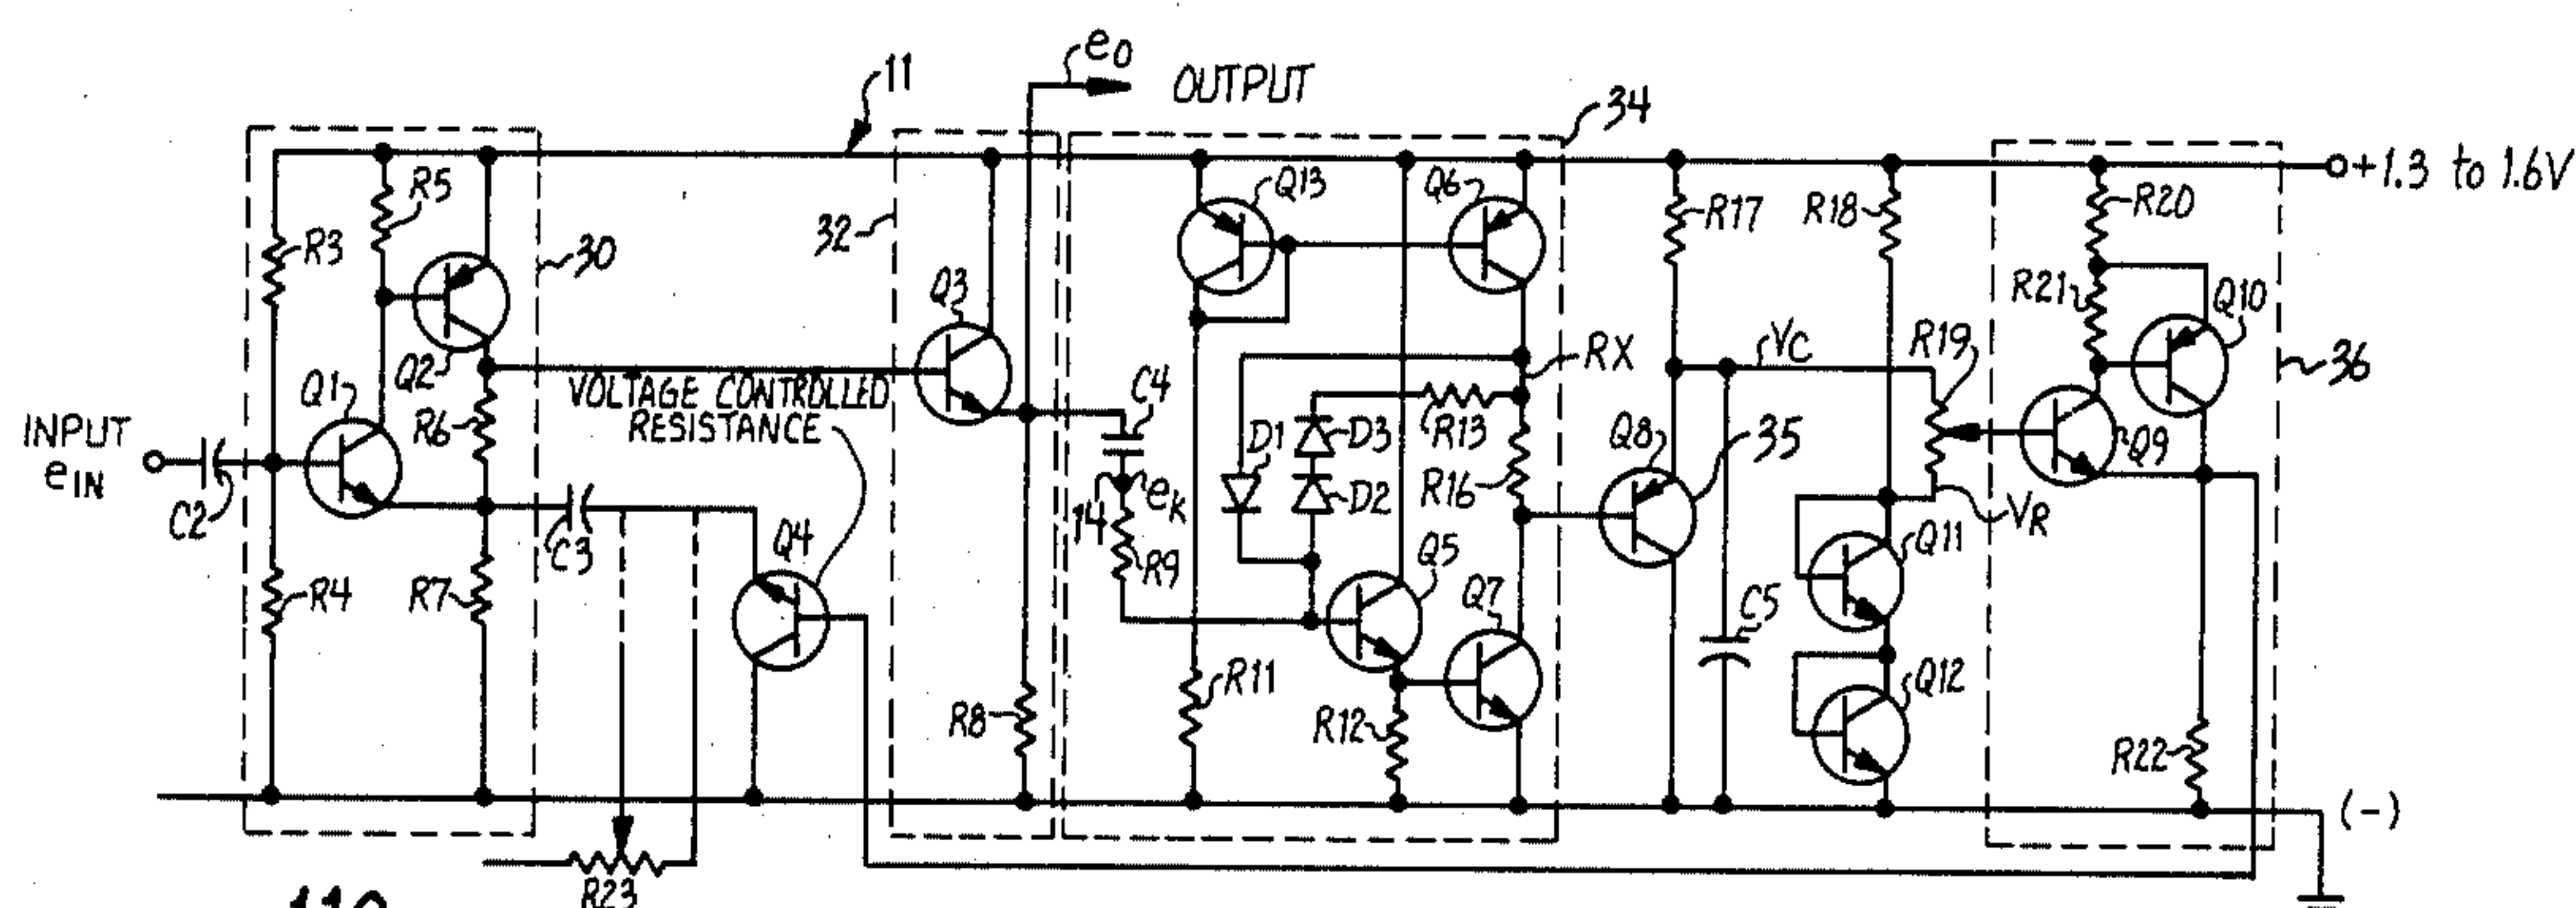 11
e0
OUTPUT
34
+1.3 to 1.6V
R5
Q13
Q6
R17
R18
R20
R3
30
32
R21
Q10
Q2
Q3
RX
VC
R19
36
Q1
R6
VOLTAGE CONTROLLED
RESISTANCE
C4
D1
D3
R13
Q8
35
Q9
INPUT
eIN
C2
14
eK
D2
R16
VR
C3
Q4
R9
Q5
Q7
C5
Q11
R4
R7
R8
R11
R12
Q12
R22
(-)
R23